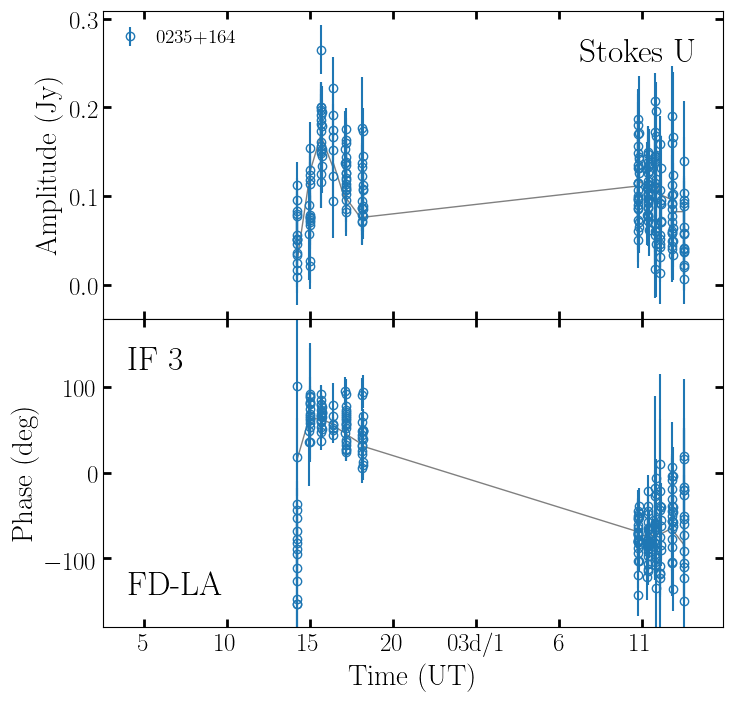 0235+164
Stokes U
0.3
0.2
0.1
0.0
Amplitude (Jy)
IF 3
100
0
−100
Phase (deg)
FD-LA
5 10 15 20 03d/1 6 11
Time (UT)